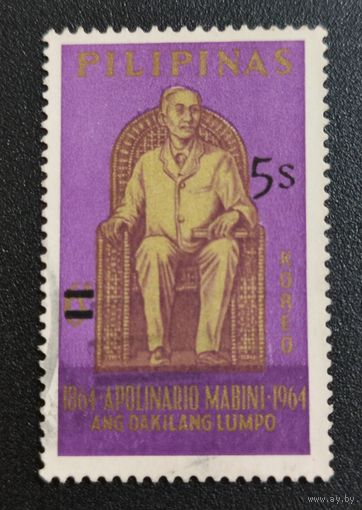 PILIPINAS
5s
KOREO
1864·APOLINARIO MABINI·1964
ANG DAKILANG LUMPO
www.ay.by